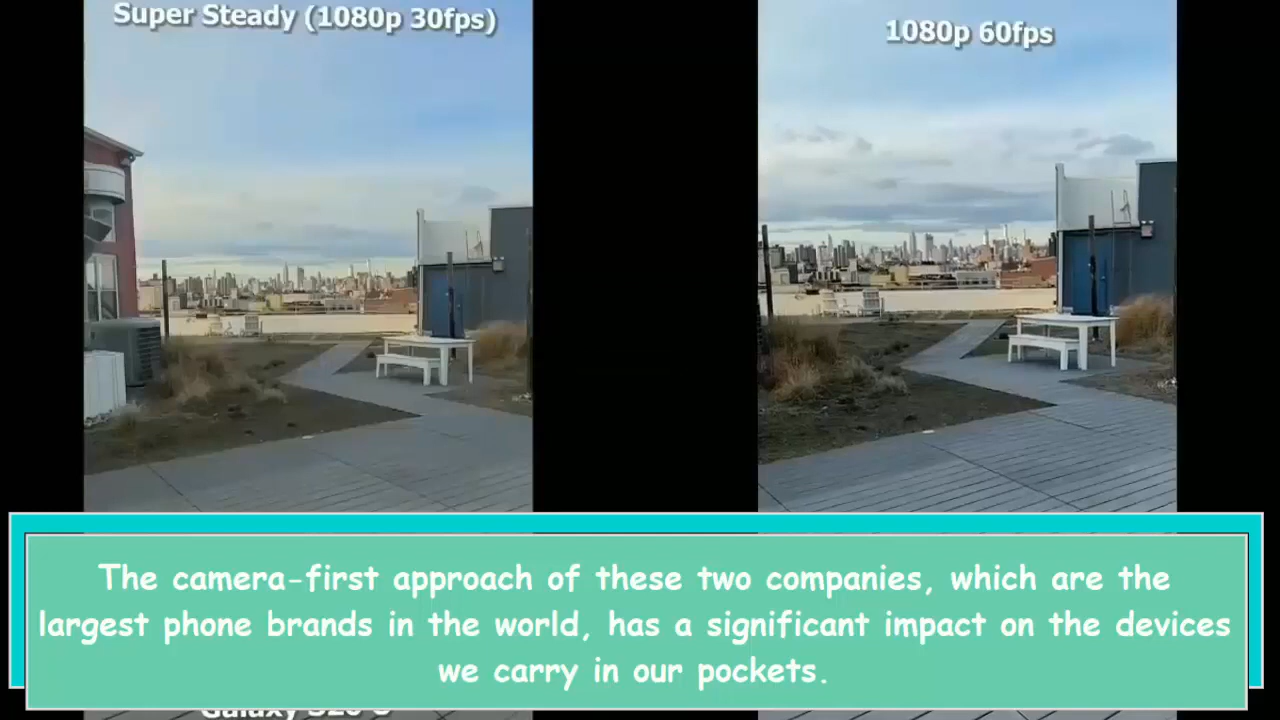 Super Steady (1080p 30fps)
1080p 60fps
The camera-first approach of these two companies, which are the
largest phone brands in the world, has a significant impact on the devices
we carry in our pockets.
Galaxy